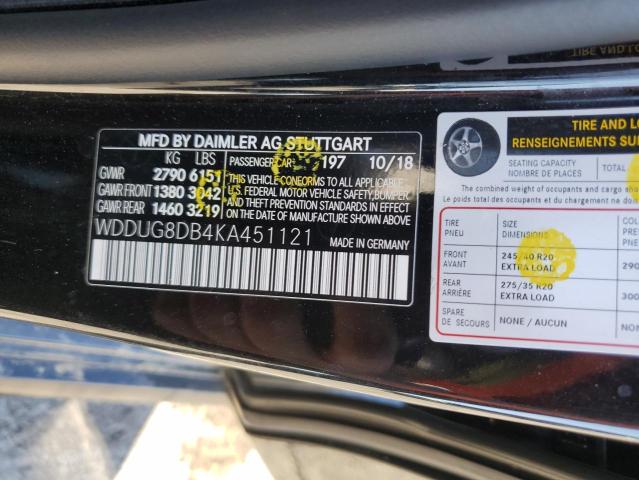 MFD BY DAIMLER AG STUTTGART
KG LBS
GVWR 2790 6151
GAWR FRONT 1380 3042
GAWR REAR 1460 3219
PASSENGER CAR 197 10/18
THIS VEHICLE CONFORMS TO ALL APPLICABLE
U.S. FEDERAL MOTOR VEHICLE SAFETY, BUMPER,
AND THEFT PREVENTION STANDARDS IN EFFECT
ON THE DATE OF MANUFACTURE SHOWN ABOVE.
WDDUG8DB4KA451121
MADE IN GERMANY
TIRE AND LO
RENSEIGNEMENTS SU
SEATING CAPACITY
NOMBRE DE PLACES
TOTAL
The combined weight of occupants and cargo sh
Le poids total des occupants et du charge
TIRE
PNEU
SIZE
DIMENSIONS
COL
PRE
FRONT
AVANT
245/40 R20
EXTRA LOAD
290
REAR
ARRIÈRE
275/35 R20
EXTRA LOAD
300
SPARE
DE SECOURS
NONE / AUCUN
NON